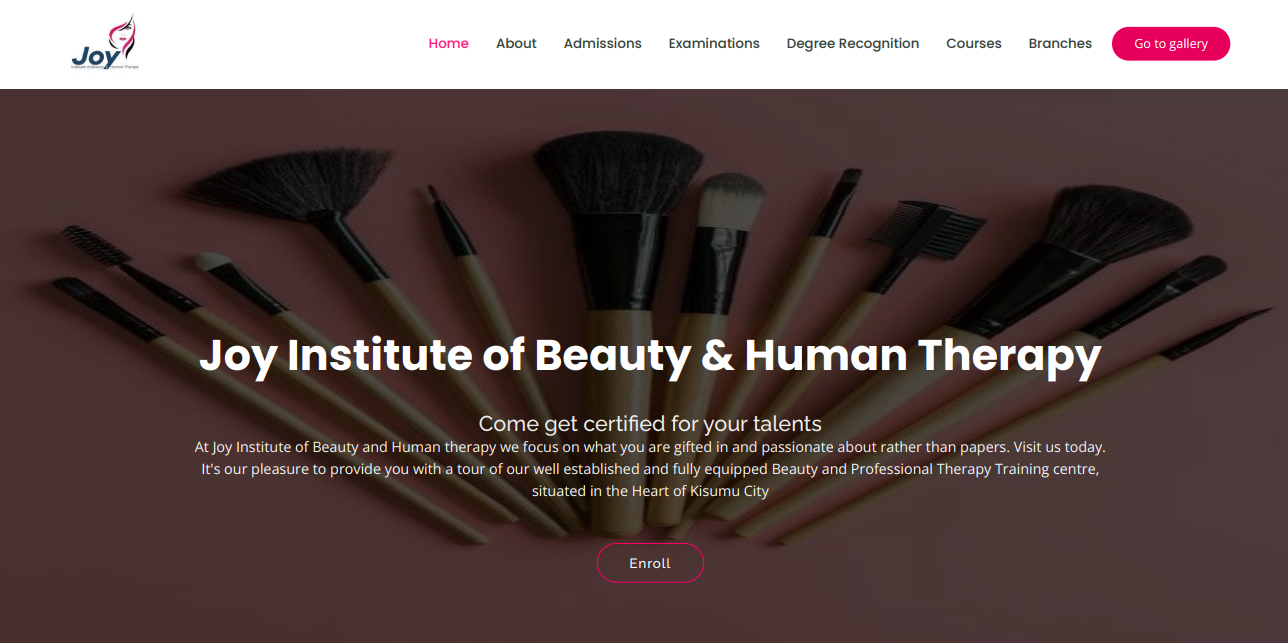 Joy
Institute of Beauty & Human Therapy
Home About Admissions Examinations Degree Recognition Courses Branches Go to gallery
Joy Institute of Beauty & Human Therapy
Come get certified for your talents
At Joy Institute of Beauty and Human therapy we focus on what you are gifted in and passionate about rather than papers. Visit us today.
It's our pleasure to provide you with a tour of our well established and fully equipped Beauty and Professional Therapy Training centre,
situated in the Heart of Kisumu City
Enroll